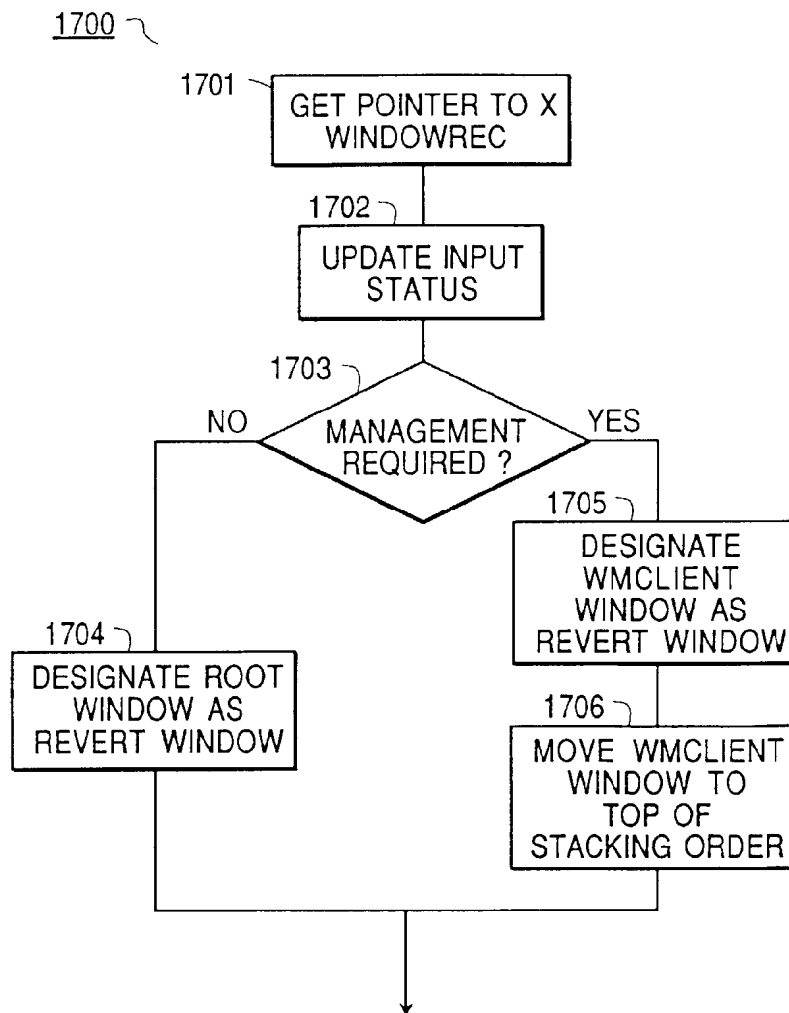 1700
1701
GET POINTER TO X
WINDOWREC
1702
UPDATE INPUT
STATUS
1703
NO
YES
MANAGEMENT
REQUIRED ?
1705
DESIGNATE
WMCLIENT
WINDOW AS
REVERT WINDOW
1704
DESIGNATE ROOT
WINDOW AS
REVERT WINDOW
1706
MOVE WMCLIENT
WINDOW TO
TOP OF
STACKING ORDER